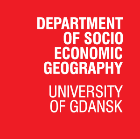 DEPARTMENT
OF SOCIO
ECONOMIC
GEOGRAPHY
UNIVERSITY
OF GDANSK